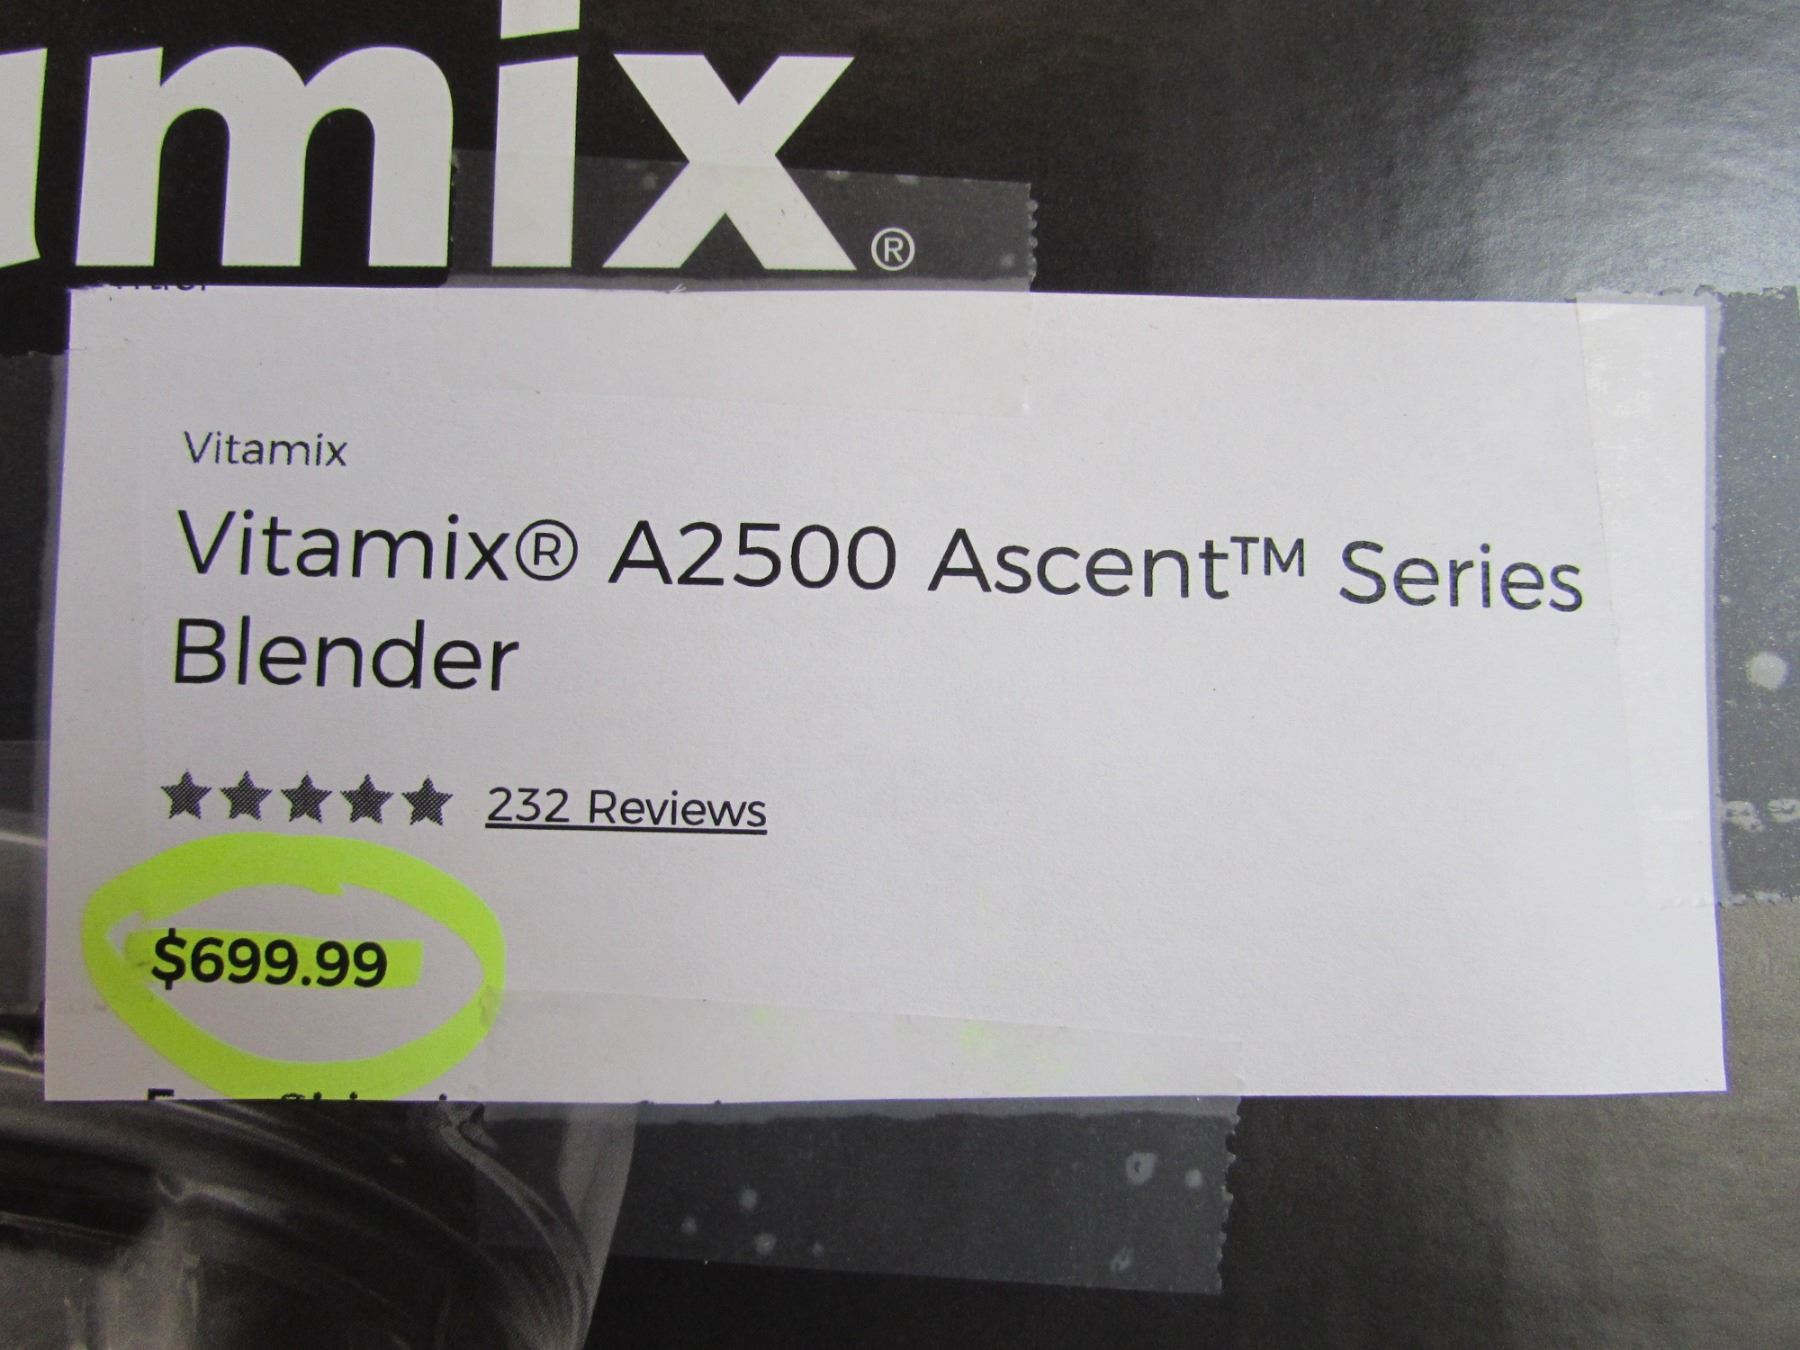 mix®
Vitamix
Vitamix® A2500 Ascent™ Series
Blender
232 Reviews
$699.99